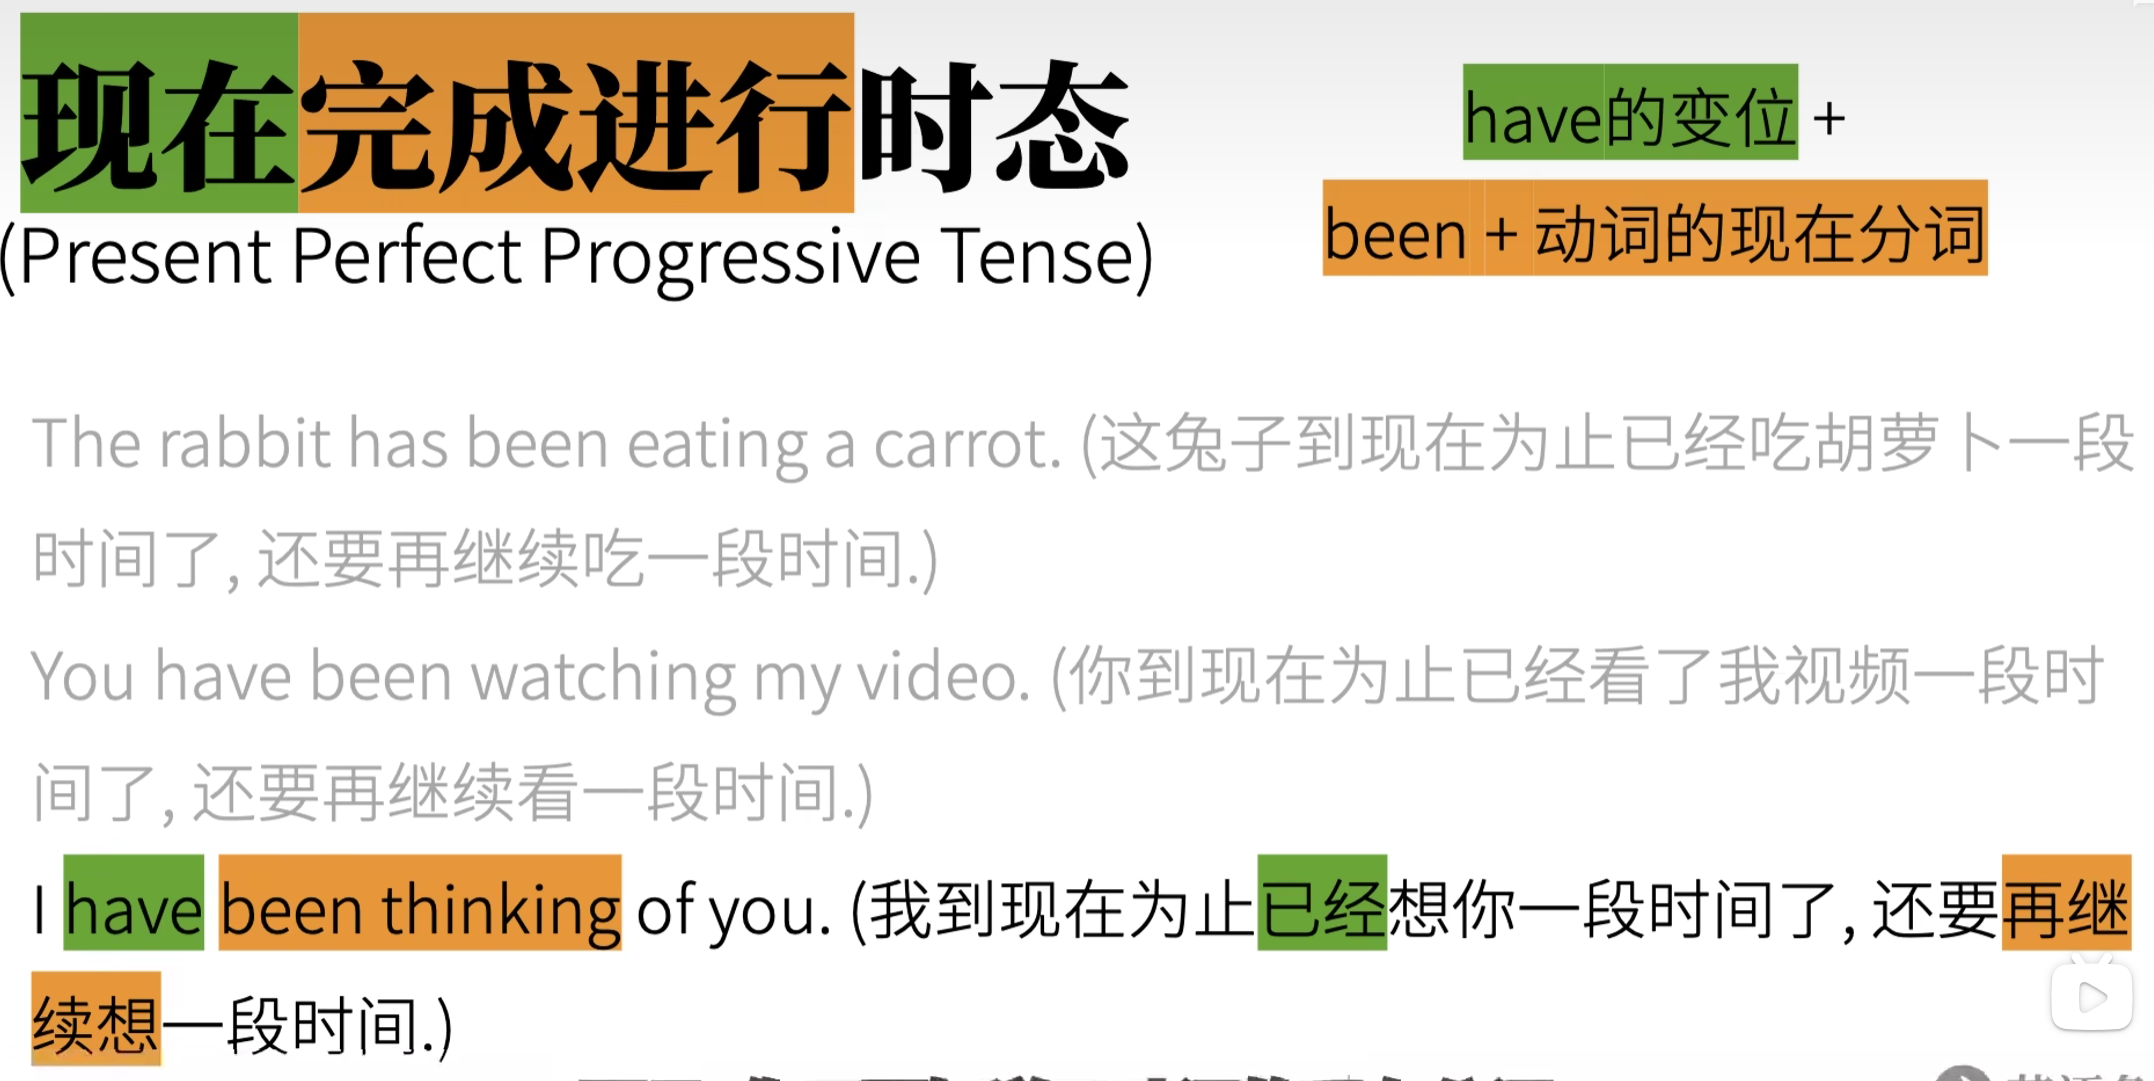 现在完成进行时态
(Present Perfect Progressive Tense)
have的变位 +
been + 动词的现在分词
The rabbit has been eating a carrot. (这兔子到现在为止已经吃胡萝卜一段
时间了, 还要再继续吃一段时间.)
You have been watching my video. (你到现在为止已经看了我视频一段时
间了, 还要再继续看一段时间.)
I have been thinking of you. (我到现在为止已经想你一段时间了, 还要再继
续想一段时间.)